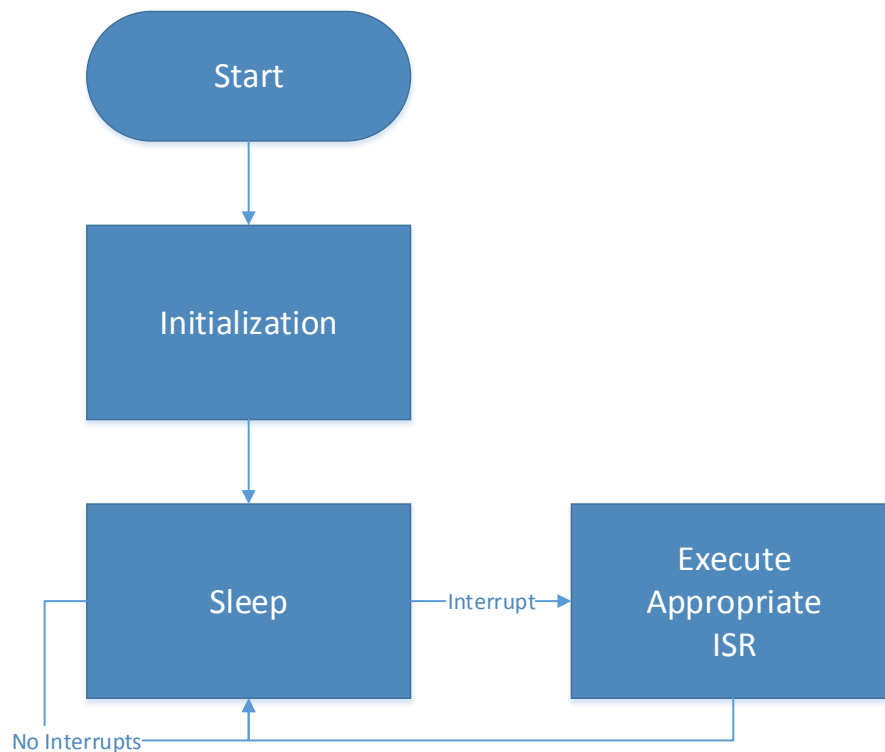 Start
Initialization
Sleep
Interrupt
Execute
Appropriate
ISR
No Interrupts